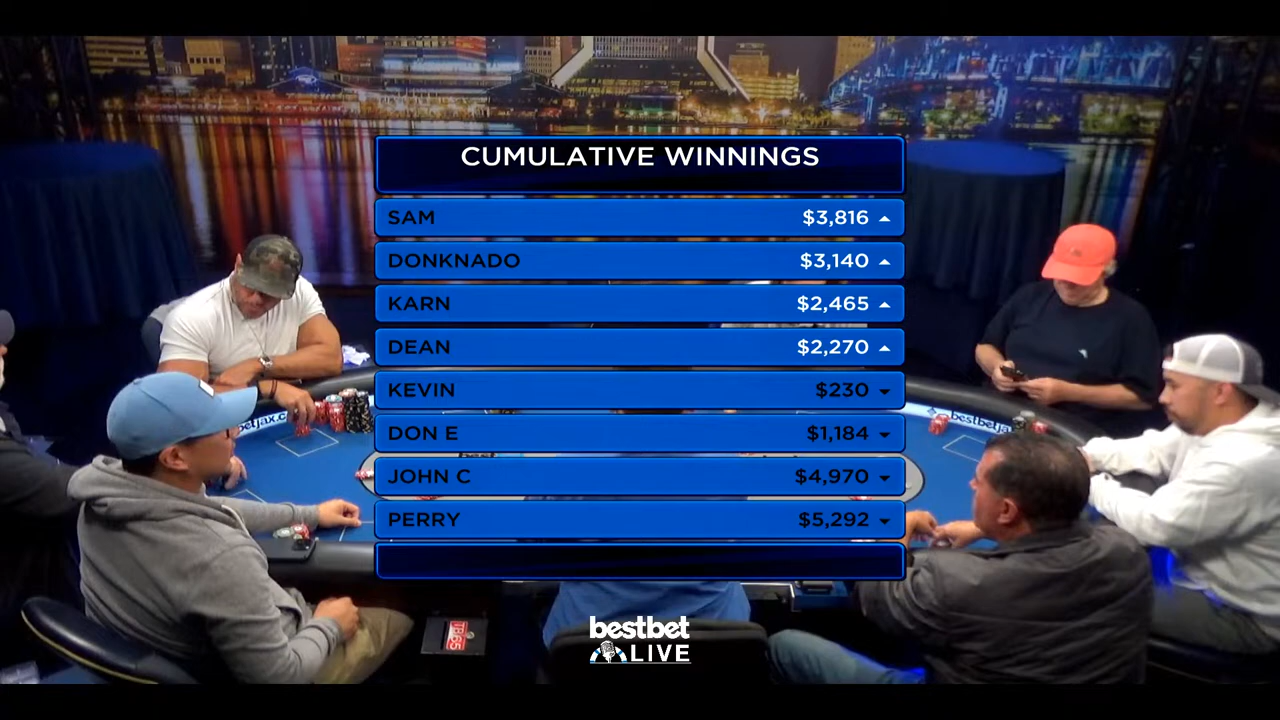 CUMULATIVE WINNINGS
SAM $3,816
DONKNADO $3,140
KARN $2,465
DEAN $2,270
KEVIN $230
DON E $1,184
JOHN C $4,970
PERRY $5,292
bestbet
LIVE